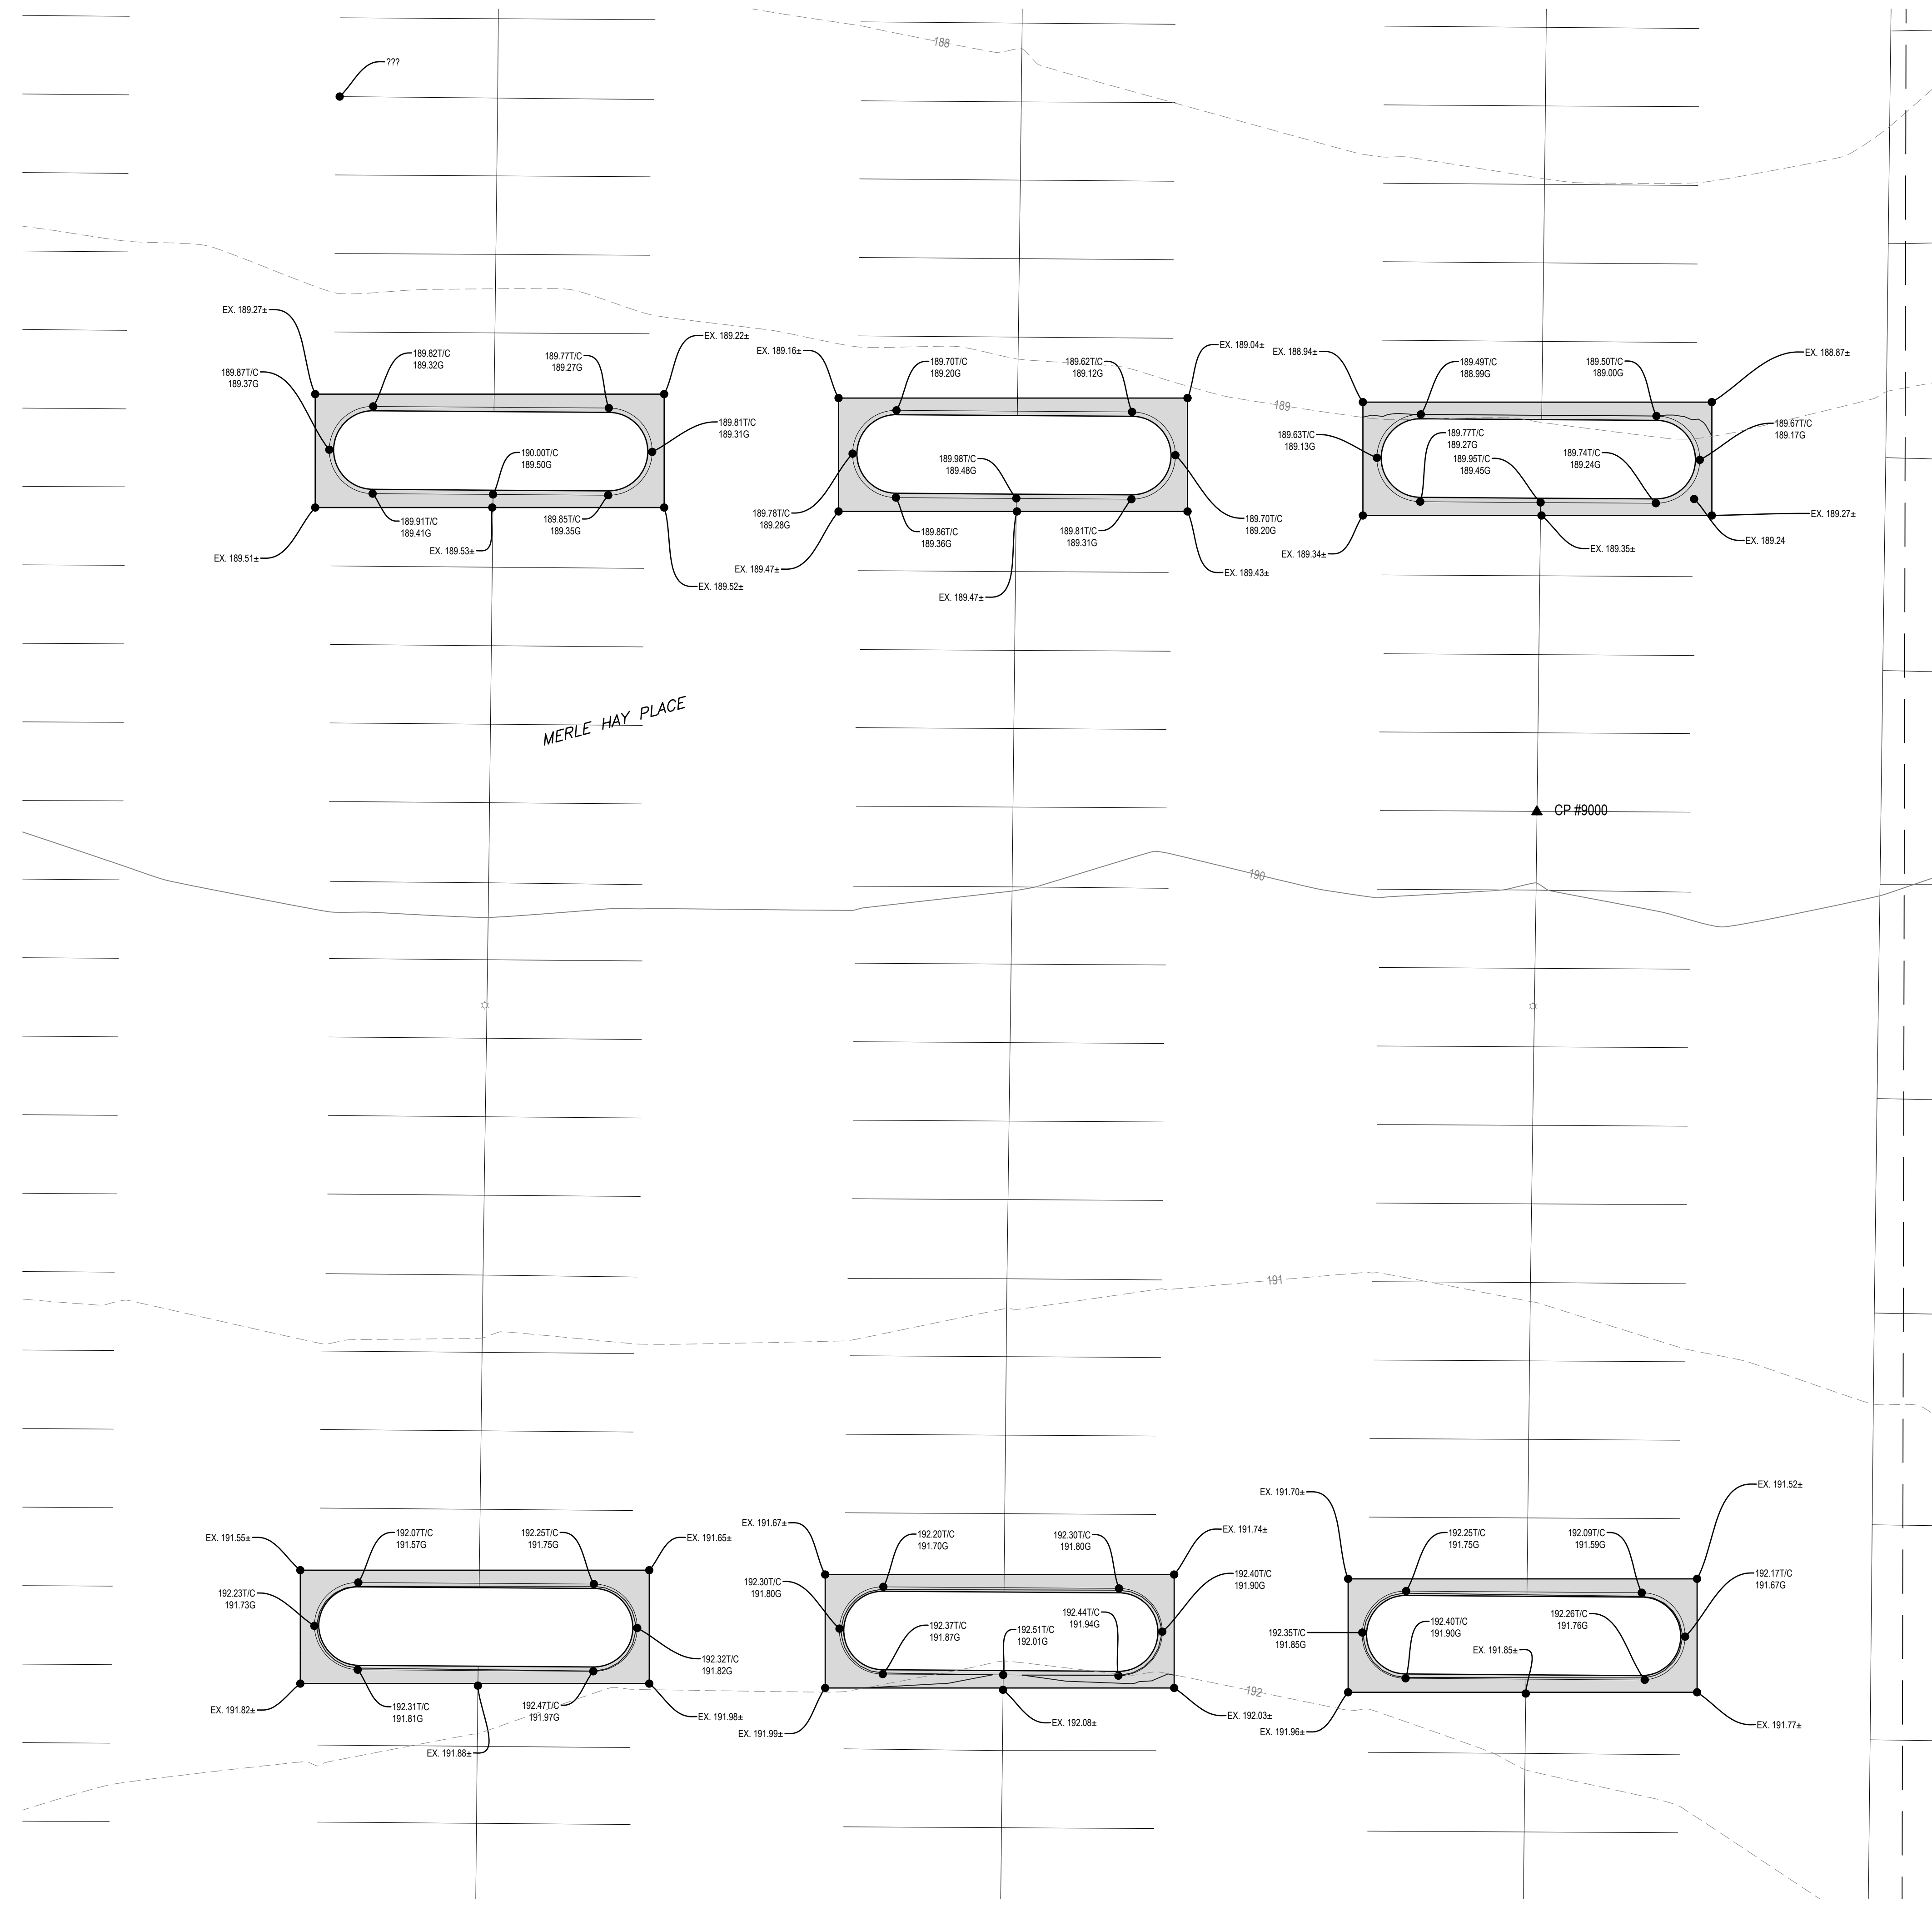 188
???
EX. 189.27±
189.87T/C
189.37G
189.82T/C
189.32G
189.77T/C
189.27G
EX. 189.22±
189.81T/C
189.31G
190.00T/C
189.50G
189.91T/C
189.41G
189.85T/C
189.35G
EX. 189.53±
EX. 189.51±
EX. 189.52±
EX. 189.16±
189.70T/C
189.20G
189.62T/C
189.12G
EX. 189.04±
189.98T/C
189.48G
189.78T/C
189.28G
189.86T/C
189.36G
189.81T/C
189.31G
189.70T/C
189.20G
EX. 189.47±
EX. 189.47±
EX. 189.43±
189
EX. 188.94±
189.49T/C
188.99G
189.50T/C
189.00G
EX. 188.87±
189.63T/C
189.13G
189.77T/C
189.27G
189.95T/C
189.45G
189.74T/C
189.24G
189.67T/C
189.17G
EX. 189.27±
EX. 189.24
EX. 189.34±
EX. 189.35±
MERLE HAY PLACE
CP #9000
190
191
EX. 191.55±
192.07T/C
191.57G
192.25T/C
191.75G
EX. 191.65±
192.23T/C
191.73G
192.32T/C
191.82G
192.31T/C
191.81G
192.47T/C
191.97G
EX. 191.82±
EX. 191.98±
EX. 191.88±
EX. 191.67±
192.20T/C
191.70G
192.30T/C
191.80G
EX. 191.74±
192.30T/C
191.80G
192.40T/C
191.90G
192.37T/C
191.87G
192.51T/C
192.01G
192.44T/C
191.94G
EX. 191.99±
EX. 192.08±
EX. 192.03±
192
EX. 191.70±
EX. 191.52±
192.25T/C
191.75G
192.09T/C
191.59G
192.17T/C
191.67G
192.35T/C
191.85G
192.40T/C
191.90G
192.26T/C
191.76G
EX. 191.85±
EX. 191.96±
EX. 191.77±